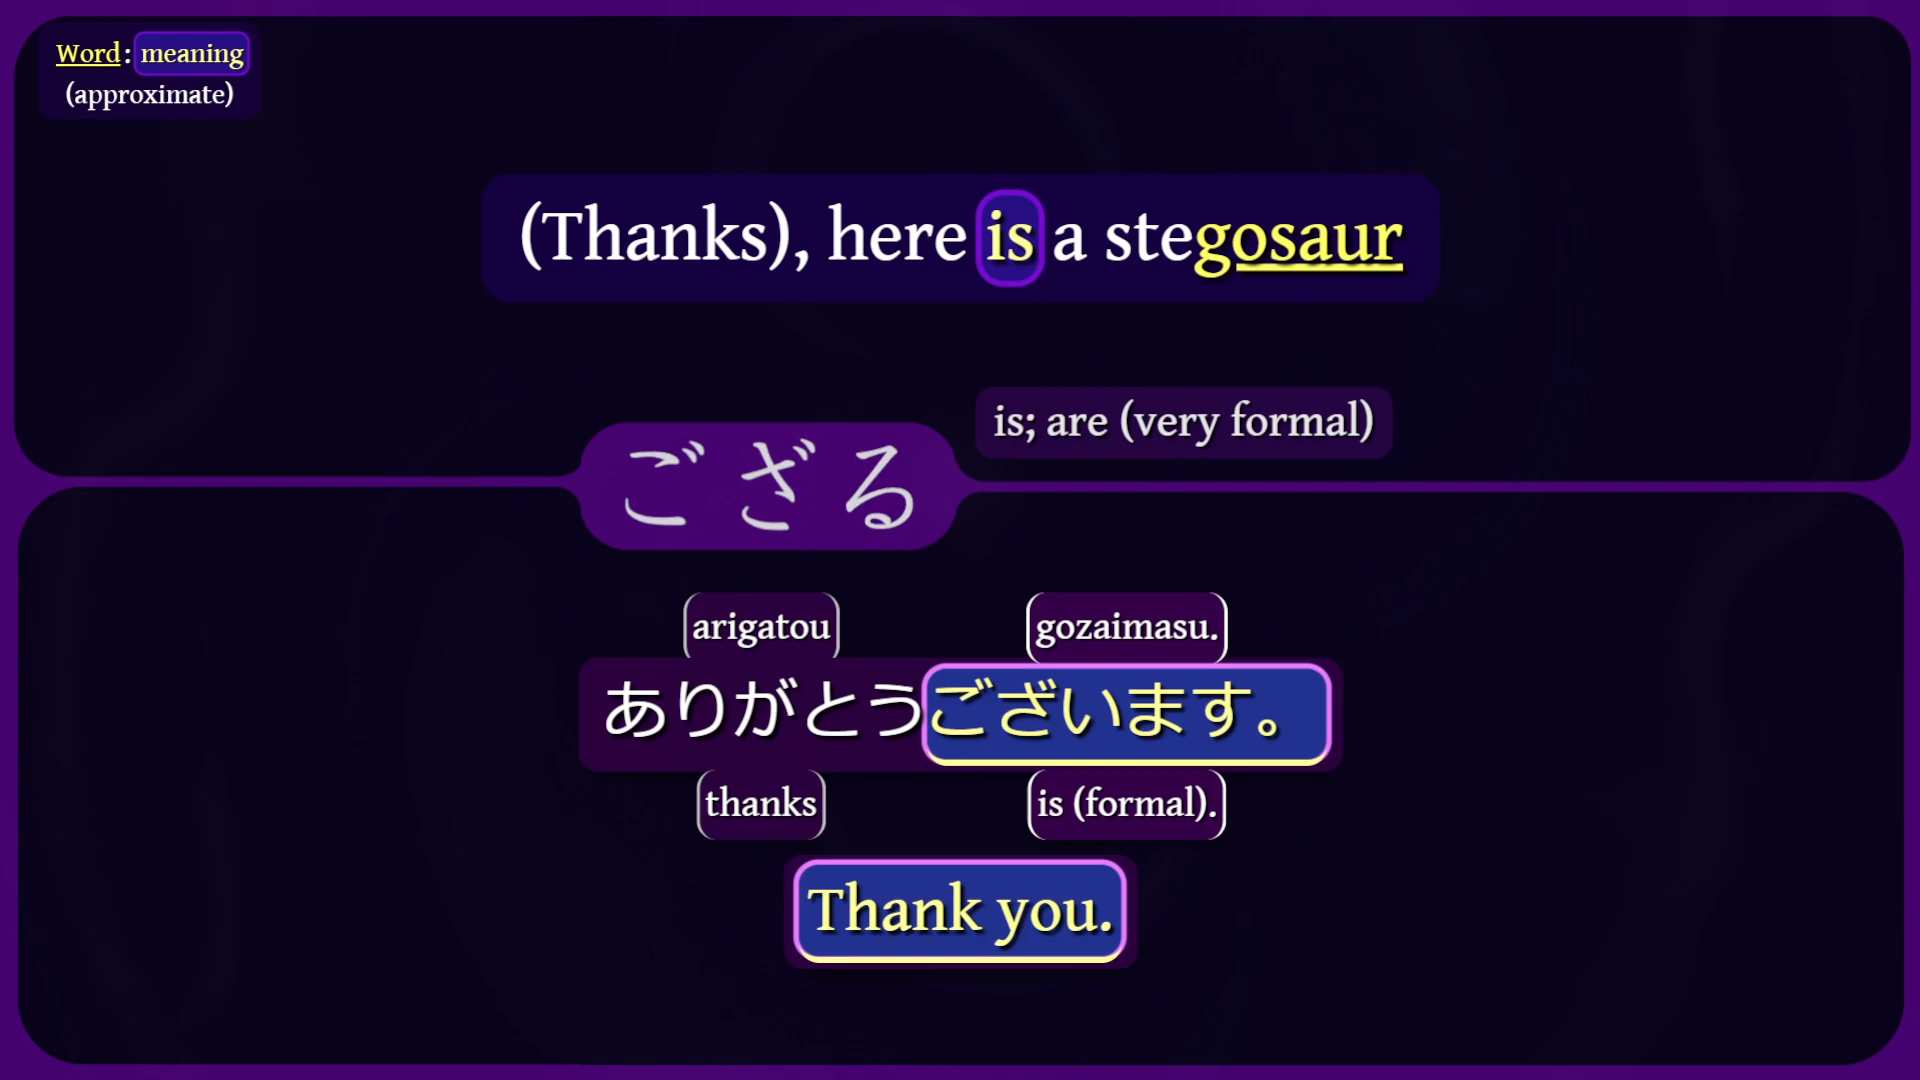 Word: meaning
(approximate)
(Thanks), here is a stegosaur
is; are (very formal)
ござる
arigatou gozaimasu.
ありがとうございます。
thanks is (formal).
Thank you.